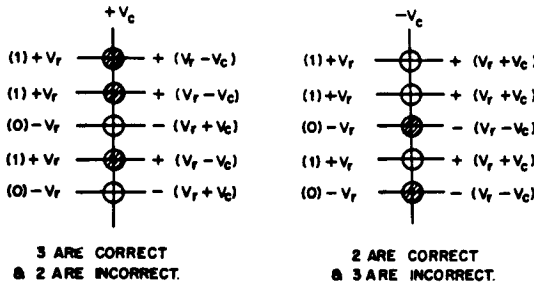 +V_c
(1)+V_r + (V_r - V_c)
(1)+V_r + (V_r - V_c)
(0)-V_r - (V_r + V_c)
(1)+V_r + (V_r - V_c)
(0)-V_r - (V_r + V_c)
3 ARE CORRECT
& 2 ARE INCORRECT.
-V_c
(1)+V_r + (V_r + V_c)
(1)+V_r + (V_r + V_c)
(0)-V_r - (V_r - V_c)
(1)+V_r + (V_r + V_c)
(0)-V_r - (V_r - V_c)
2 ARE CORRECT
& 3 ARE INCORRECT.